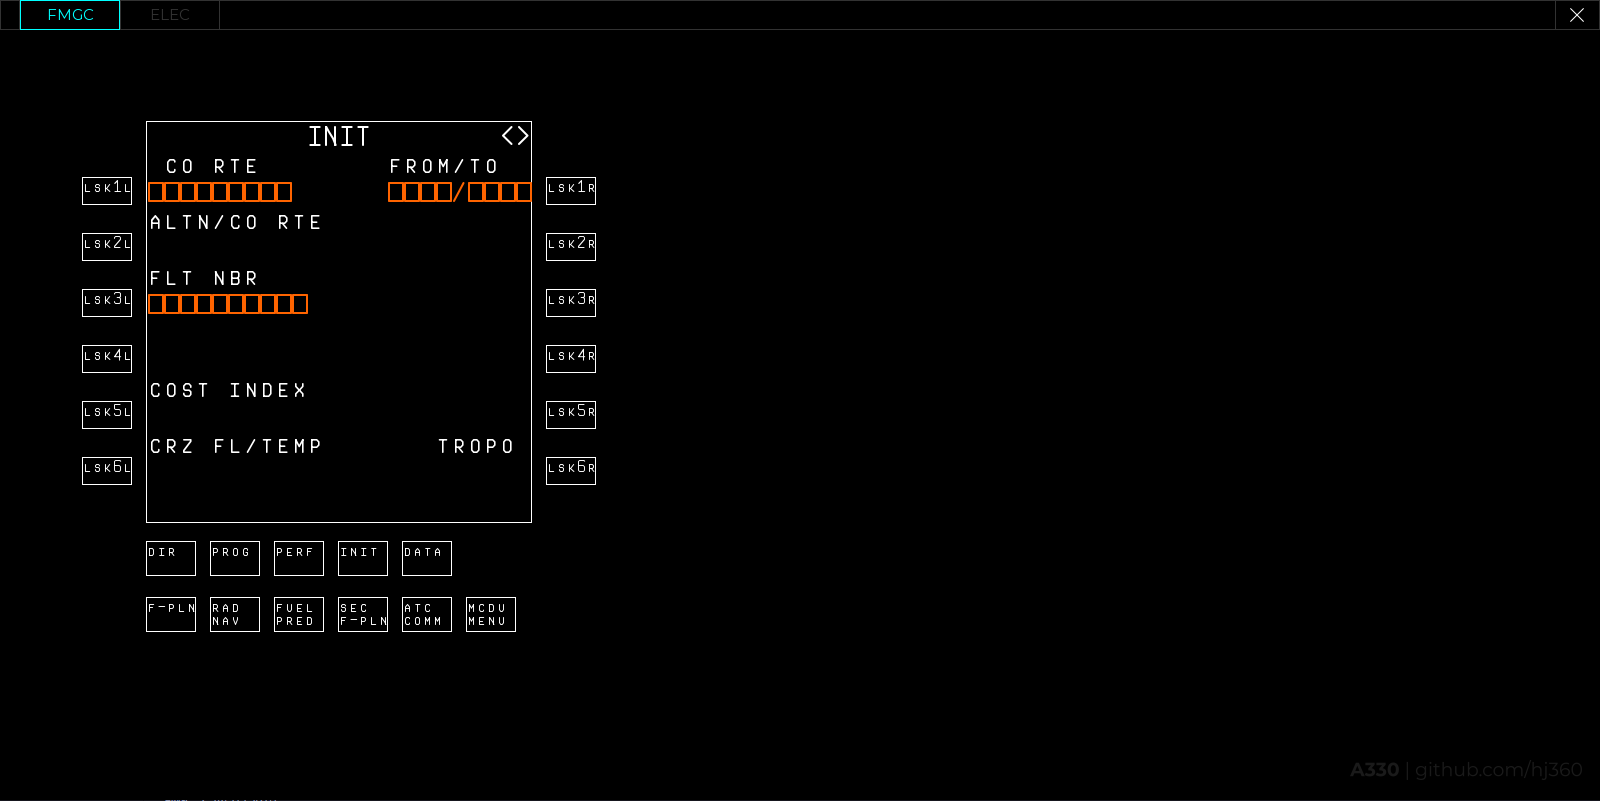 FMGC ELEC
INIT <>
CO RTE FROM/TO
LSK1L / LSK1R
ALTN/CO RTE
LSK2L LSK2R
FLT NBR
LSK3L LSK3R
LSK4L LSK4R
COST INDEX
LSK5L LSK5R
CRZ FL/TEMP TROPO
LSK6L LSK6R
DIR PROG PERF INIT DATA
F-PLN RAD FUEL SEC ATC MCDU
NAV PRED F-PLN COMM MENU
A330 | github.com/hj360